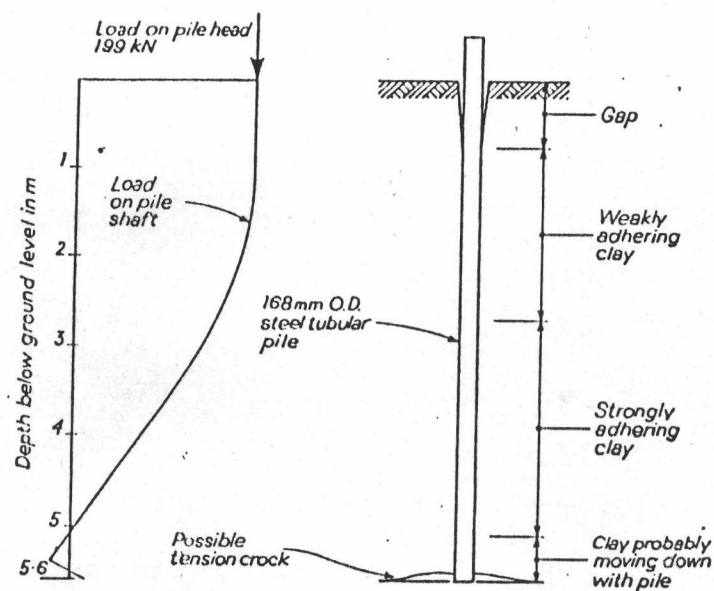 Load on pile head
199 kN
Gap
1
Load
on pile
shaft
Weakly
adhering
clay
2
168mm O.D.
steel tubular
pile
3
Depth below ground level in m
4
Strongly
adhering
clay
5
Possible
tension crack
5·6
Clay probably
moving down
with pile